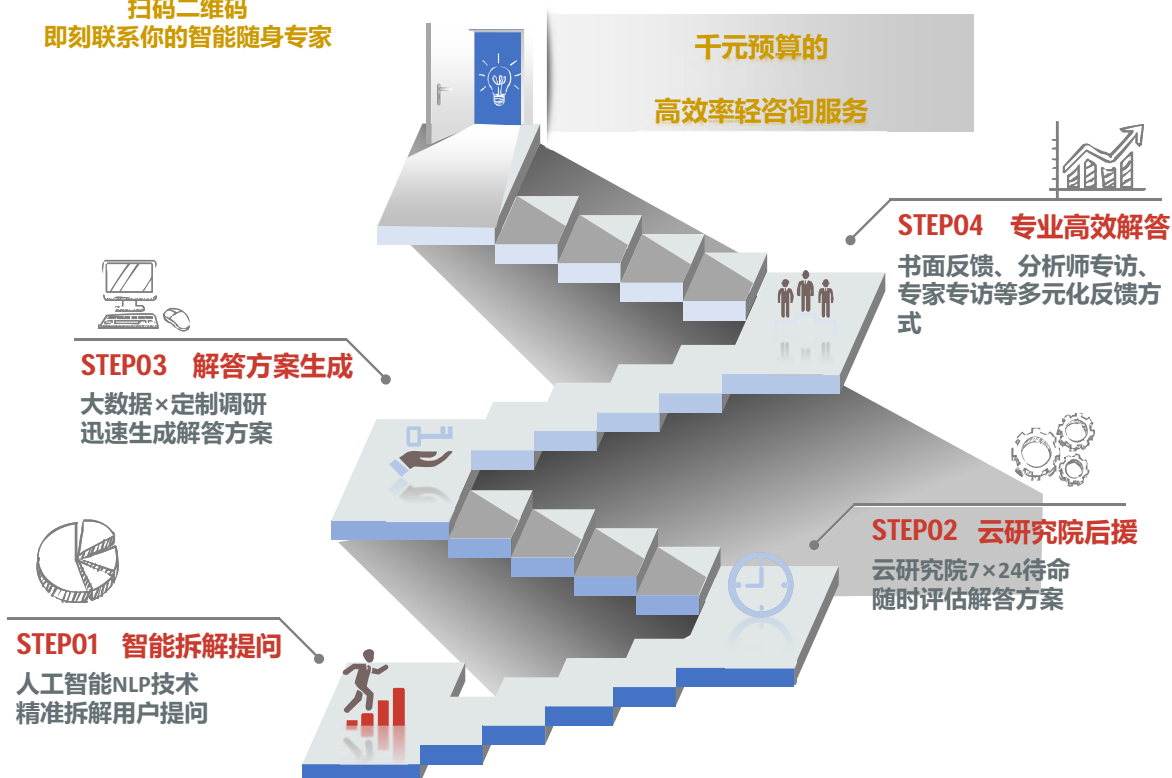 扫码二维码
即刻联系你的智能随身专家
千元预算的
高效率轻咨询服务
STEP04 专业高效解答
书面反馈、分析师专访、
专家专访等多元化反馈方
式
STEP03 解答方案生成
大数据×定制调研
迅速生成解答方案
STEP02 云研究院后援
云研究院7×24待命
随时评估解答方案
STEP01 智能拆解提问
人工智能NLP技术
精准拆解用户提问